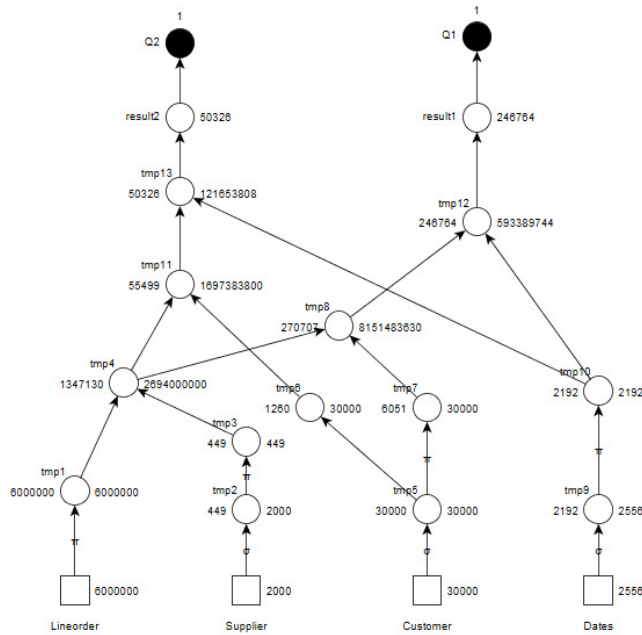 1
1
Q2
Q1
result2
50326
result1
246764
tmp13
50326
121653808
tmp12
246764
593389744
tmp11
55499
1697383800
tmp8
270707
8151483630
tmp4
1347130
2694000000
tmp6
1260
30000
tmp7
6051
30000
tmp10
2192
2192
tmp3
449
449
π
π
π
tmp1
6000000
6000000
tmp2
449
2000
tmp5
30000
30000
tmp9
2192
2556
π
σ
σ
σ
6000000
2000
30000
2556
Lineorder
Supplier
Customer
Dates